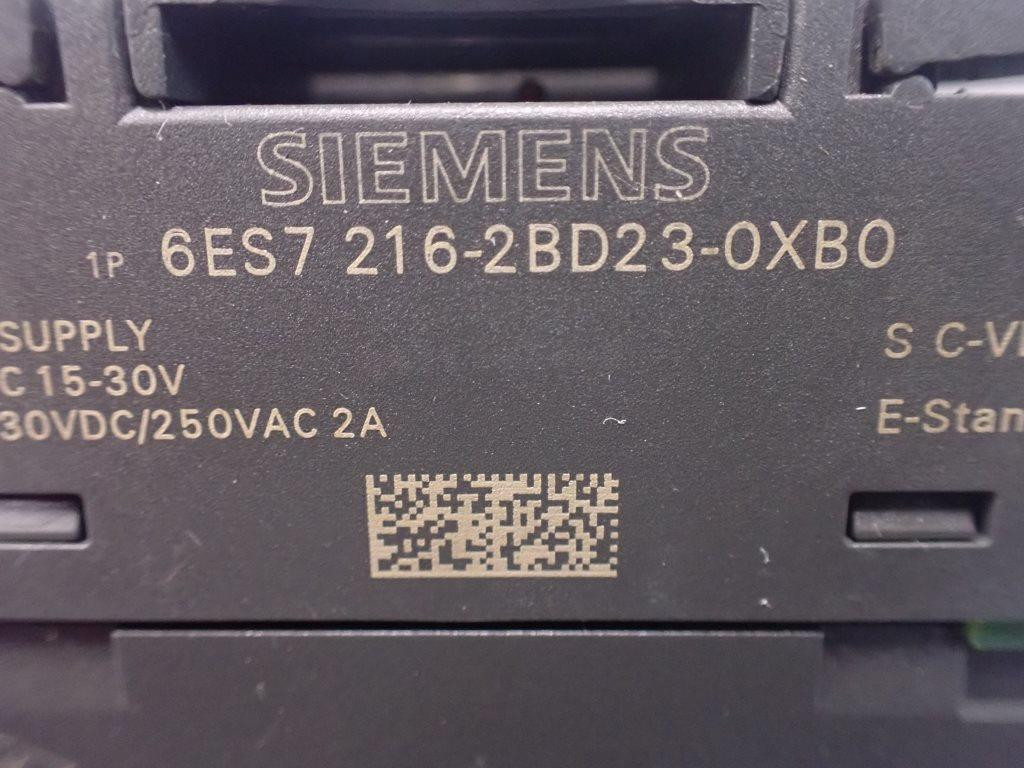 SIEMENS
1P 6ES7 216-2BD23-0XB0
SUPPLY
C 15-30V
30VDC/250VAC 2A
S C-V
E-Stan